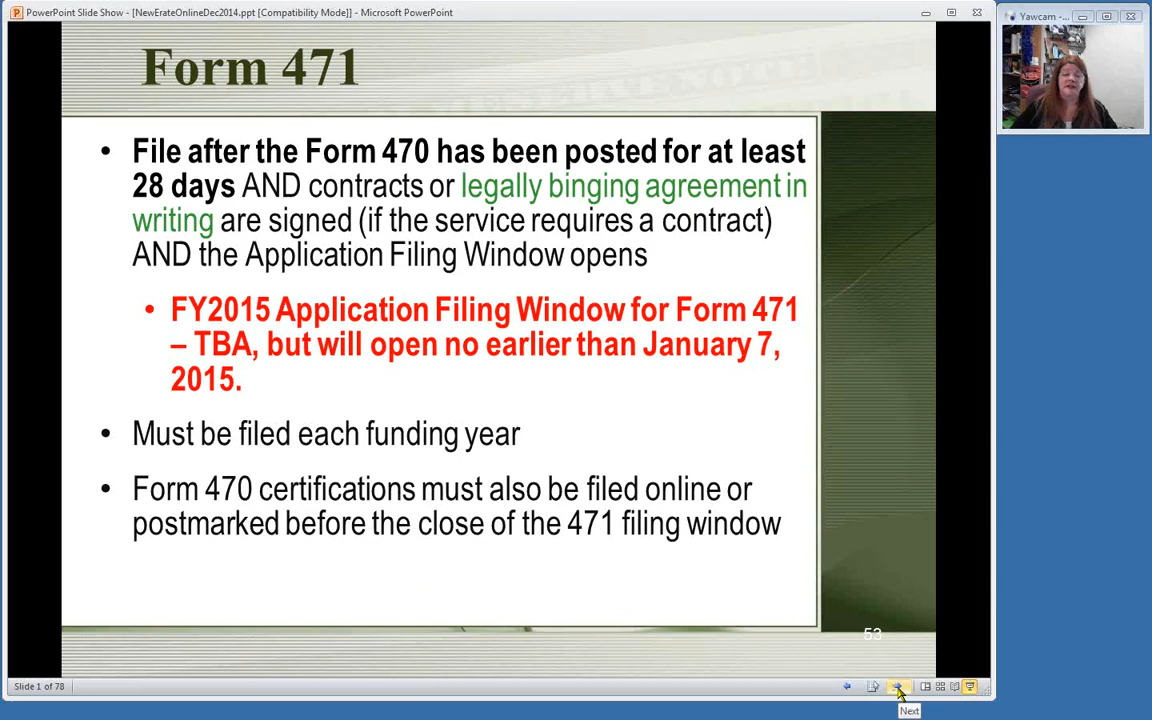 PowerPoint Slide Show - [NewErateOnlineDec2014.ppt [Compatibility Mode]] - Microsoft PowerPoint
Yawcam - ...
Form 471
• File after the Form 470 has been posted for at least
28 days AND contracts or legally binging agreement in
writing are signed (if the service requires a contract)
AND the Application Filing Window opens
• FY2015 Application Filing Window for Form 471
– TBA, but will open no earlier than January 7,
2015.
• Must be filed each funding year
• Form 470 certifications must also be filed online or
postmarked before the close of the 471 filing window
53
Slide 1 of 78
Next